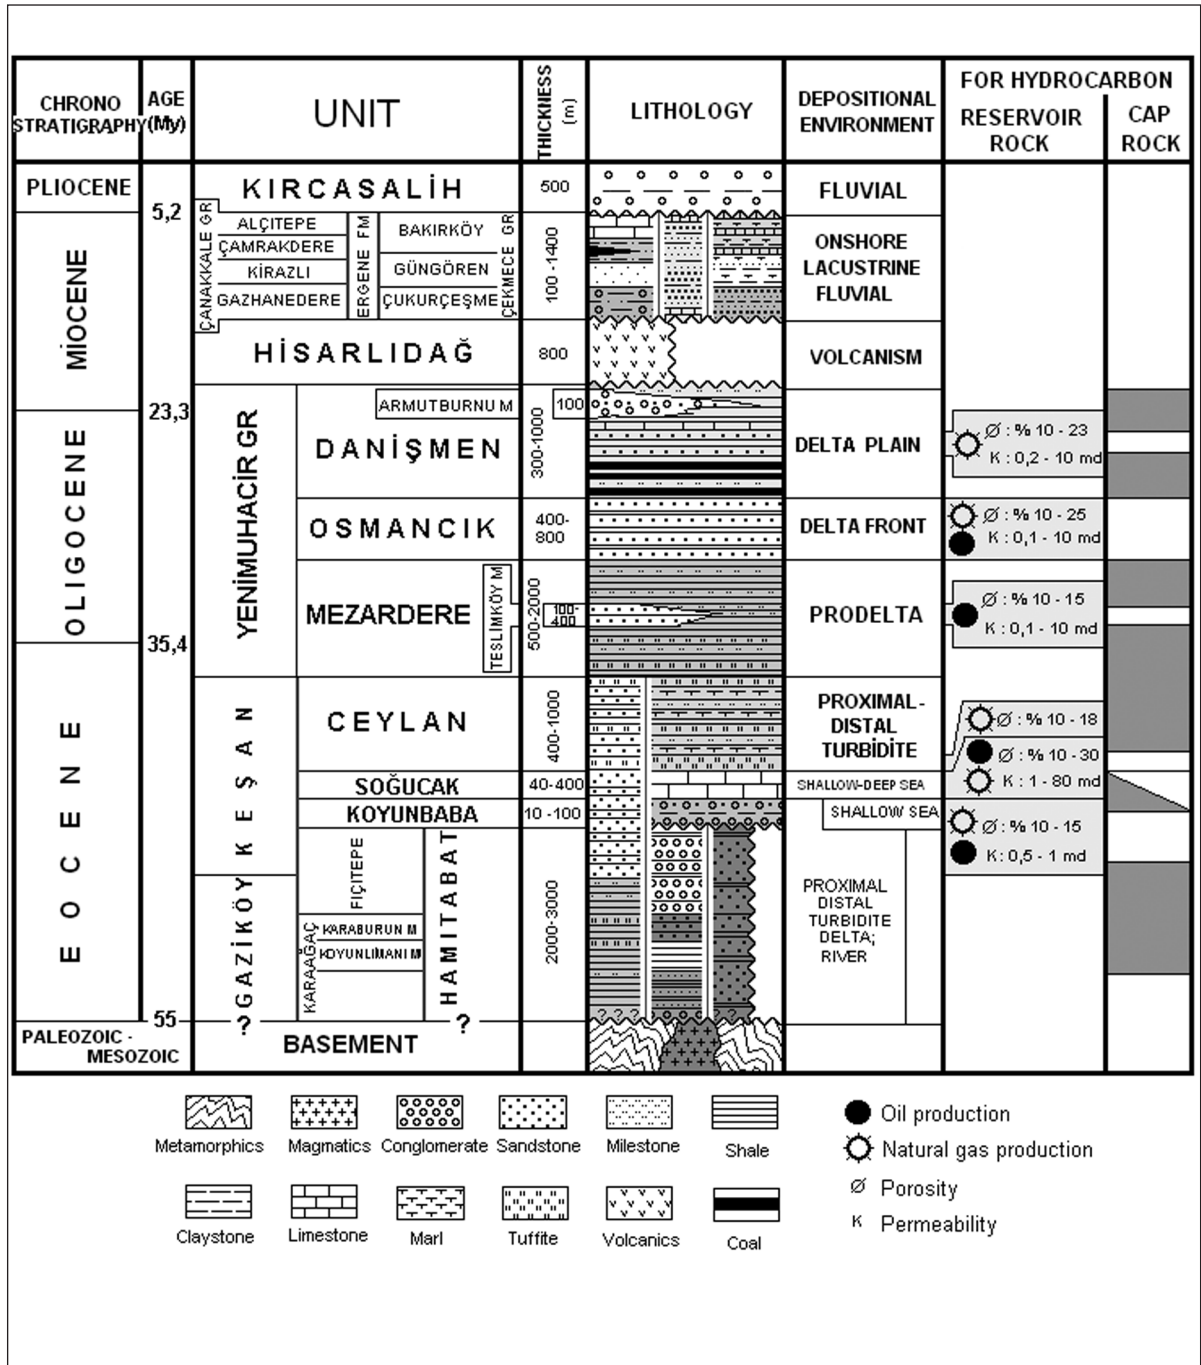 CHRONO
STRATIGRAPHY
AGE
(My)
UNIT
THICKNESS
(m)
LITHOLOGY
DEPOSITIONAL
ENVIRONMENT
FOR HYDROCARBON
RESERVOIR
ROCK
CAP
ROCK
PLIOCENE
5,2
KIRCASALİH
500
FLUVIAL
MİOCENE
ÇANAKKALE GR
ALÇITEPE
ÇAMRAKDERE
KİRAZLI
GAZHANEDERE
ERGENE FM
BAKIRKÖY
GÜNGÖREN
ÇUKURÇEŞME
ÇEKMECE GR
100 -1400
ONSHORE
LACUSTRINE
FLUVIAL
HİSARLIDAĞ
800
VOLCANISM
23,3
OLIGOCENE
YENİMUHACİR GR
ARMUTBURNU M
100
DANİŞMEN
300-1000
DELTA PLAIN
Ø : % 10 - 23
K : 0,2 - 10 md
OSMANCIK
400-
800
DELTA FRONT
Ø : % 10 - 25
K : 0,1 - 10 md
MEZARDERE
TESLİMKÖY M
500-2000
100-
400
PRODELTA
Ø : % 10 - 15
K : 0,1 - 10 md
35,4
EOCENE
KEŞAN
CEYLAN
400-1000
PROXIMAL-
DISTAL
TURBİDİTE
Ø : % 10 - 18
SOĞUCAK
40-400
SHALLOW-DEEP SEA
Ø : % 10 - 30
K : 1 - 80 md
KOYUNBABA
10 -100
SHALLOW SEA
Ø : % 10 - 15
K : 0,5 - 1 md
GAZİKÖY
FIÇITEPE
KARAAĞAÇ
KARABURUN M
KOYUNLIMANI M
HAMITABAT
2000-3000
PROXIMAL
DISTAL
TURBIDITE
DELTA;
RIVER
55
?
?
? ?
PALEOZOIC -
MESOZOIC
BASEMENT
Metamorphics
Magmatics
Conglomerate
Sandstone
Milestone
Shale
Claystone
Limestone
Marl
Tuffite
Volcanics
Coal
Oil production
Natural gas production
Ø Porosity
K Permeability